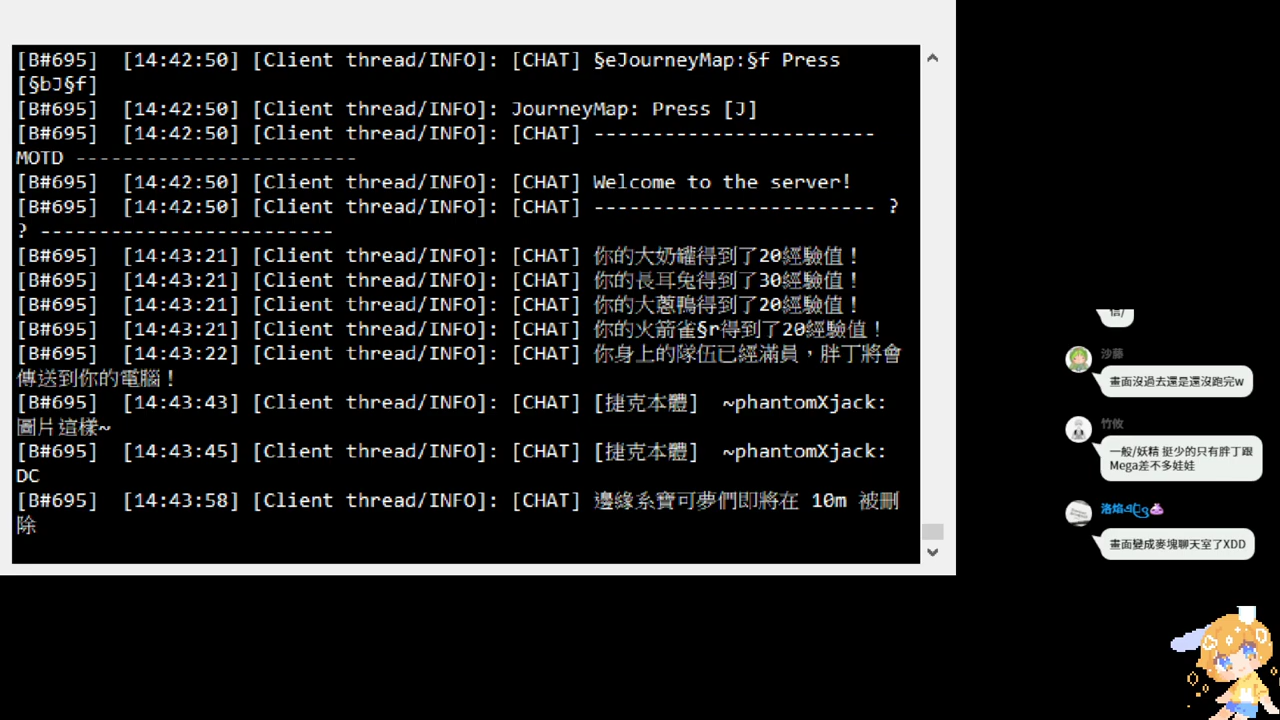 [B#695]  [14:42:50] [Client thread/INFO]: [CHAT] §eJourneyMap:§f Press
[§bJ§f]
[B#695]  [14:42:50] [Client thread/INFO]: JourneyMap: Press [J]
[B#695]  [14:42:50] [Client thread/INFO]: [CHAT] ------------------------
MOTD ------------------------
[B#695]  [14:42:50] [Client thread/INFO]: [CHAT] Welcome to the server!
[B#695]  [14:42:50] [Client thread/INFO]: [CHAT] ------------------------ ?
? -------------------------
[B#695]  [14:43:21] [Client thread/INFO]: [CHAT] 你的大奶罐得到了20經驗值！
[B#695]  [14:43:21] [Client thread/INFO]: [CHAT] 你的長耳兔得到了30經驗值！
[B#695]  [14:43:21] [Client thread/INFO]: [CHAT] 你的大蔥鴨得到了20經驗值！
[B#695]  [14:43:21] [Client thread/INFO]: [CHAT] 你的火箭雀§r得到了20經驗值！
[B#695]  [14:43:22] [Client thread/INFO]: [CHAT] 你身上的隊伍已經滿員，胖丁將會
傳送到你的電腦！
[B#695]  [14:43:43] [Client thread/INFO]: [CHAT] [捷克本體]  ~phantomXjack:
圖片這樣~
[B#695]  [14:43:45] [Client thread/INFO]: [CHAT] [捷克本體]  ~phantomXjack:
DC
[B#695]  [14:43:58] [Client thread/INFO]: [CHAT] 邊緣系寶可夢們即將在 10m 被刪
除
沙藤
畫面沒過去還是還沒跑完w
竹攸
一般/妖精 挺少的只有胖丁跟
Mega差不多娃娃
洛焰
畫面變成麥塊聊天室了XDD